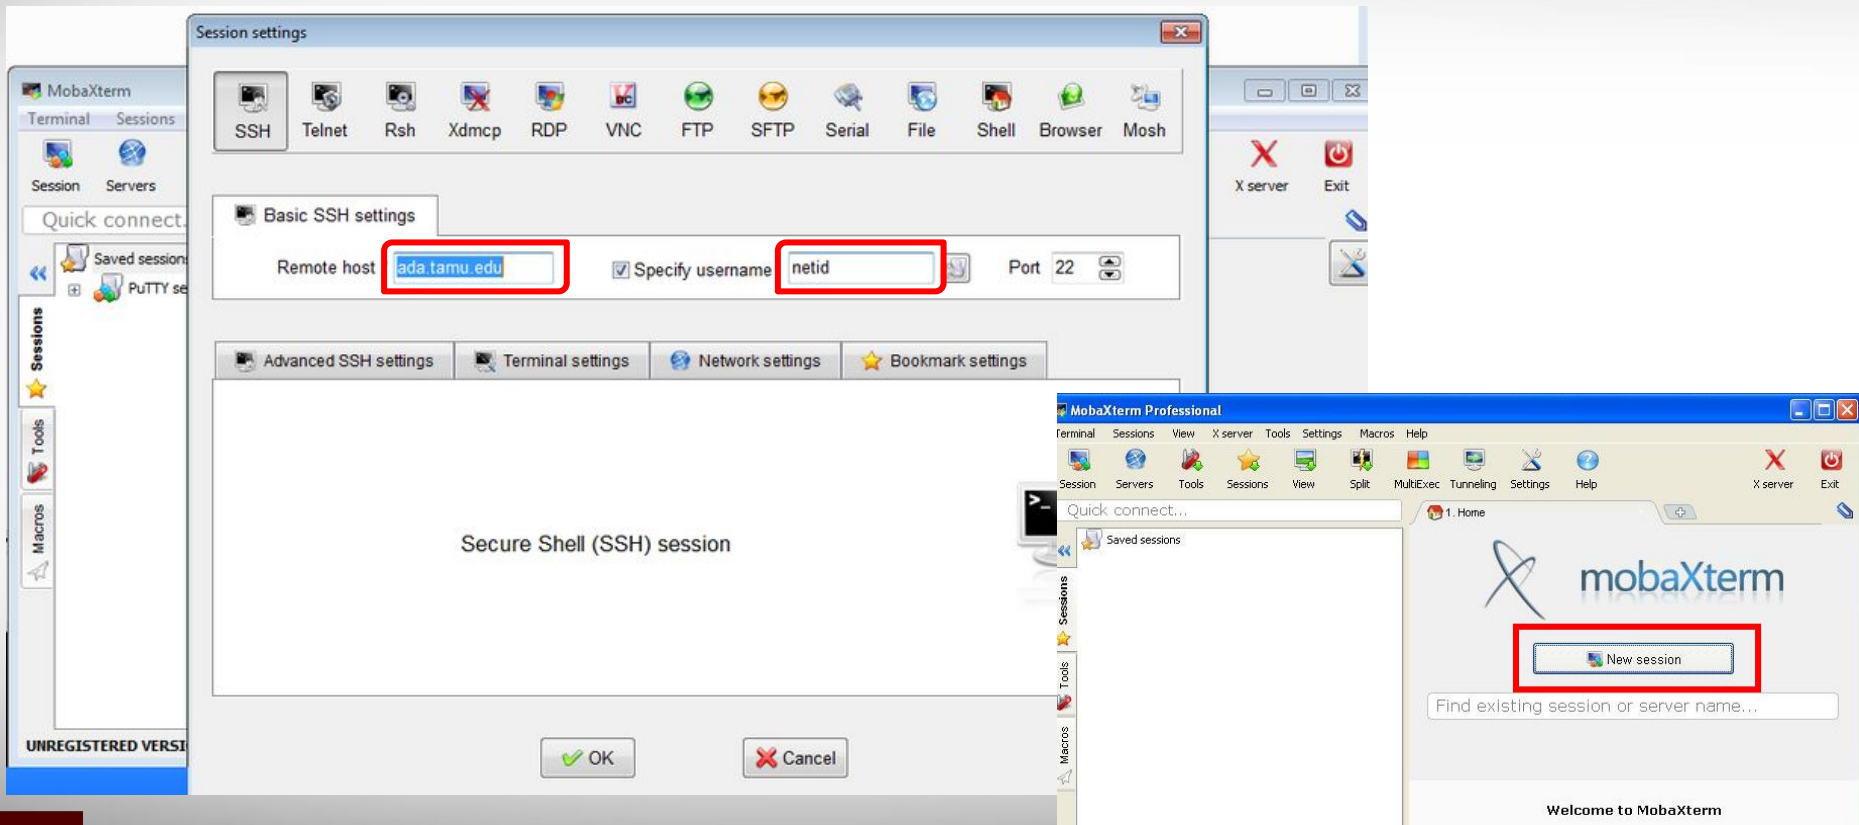 Session settings
MobaXterm
Terminal Sessions
Session Servers
Quick connect.
Saved session
PuTTY se
Sessions
Tools
Macros
UNREGISTERED VERSI
SSH Telnet Rsh Xdmcp RDP VNC FTP SFTP Serial File Shell Browser Mosh
X server Exit
Basic SSH settings
Remote host ada.tamu.edu Specify username netid Port 22
Advanced SSH settings Terminal settings Network settings Bookmark settings
Secure Shell (SSH) session
>_
OK Cancel
MobaXterm Professional
Terminal Sessions View X server Tools Settings Macros Help
Session Servers Tools Sessions View Split MultiExec Tunneling Settings Help X server Exit
Quick connect...
1. Home
Saved sessions
Sessions
Tools
Macros
mobaXterm
New session
Find existing session or server name...
Welcome to MobaXterm